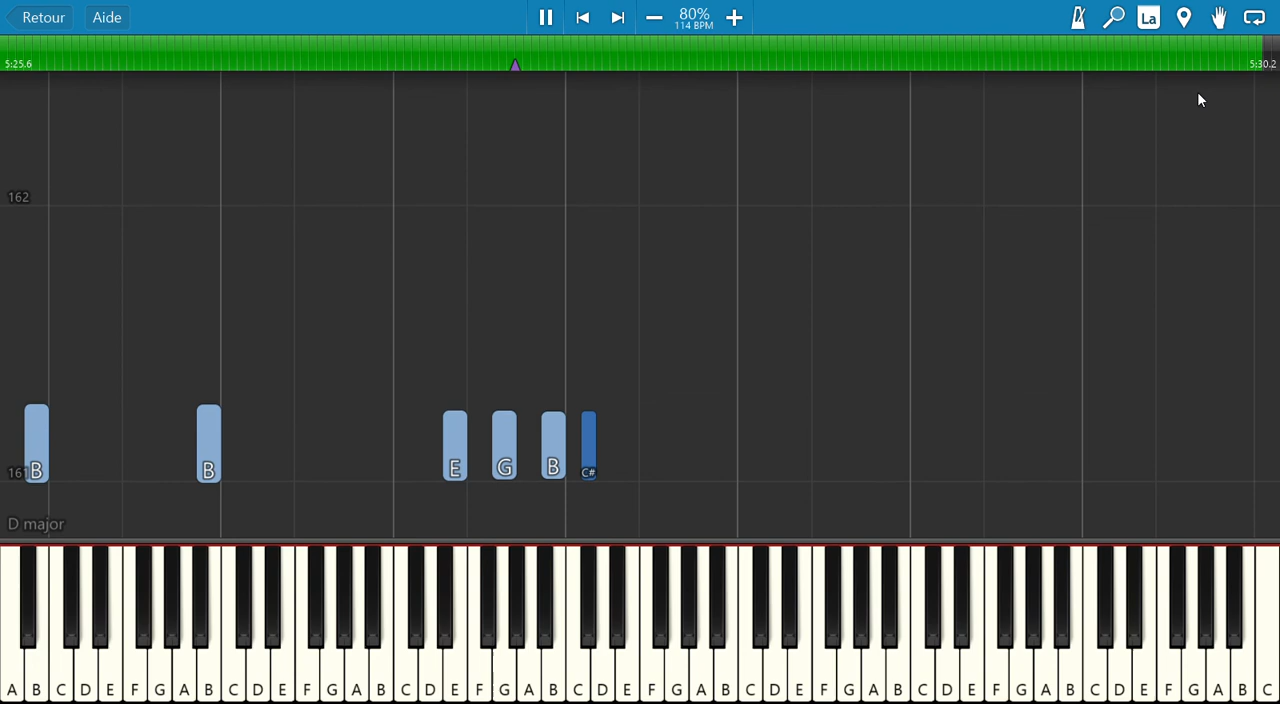 Retour Aide 80% La
114 BPM
5:25.6 5:30.2
162
B B E G B C#
161
D major
A B C D E F G A B C D E F G A B C D E F G A B C D E F G A B C D E F G A B C D E F G A B C D E F G A B C